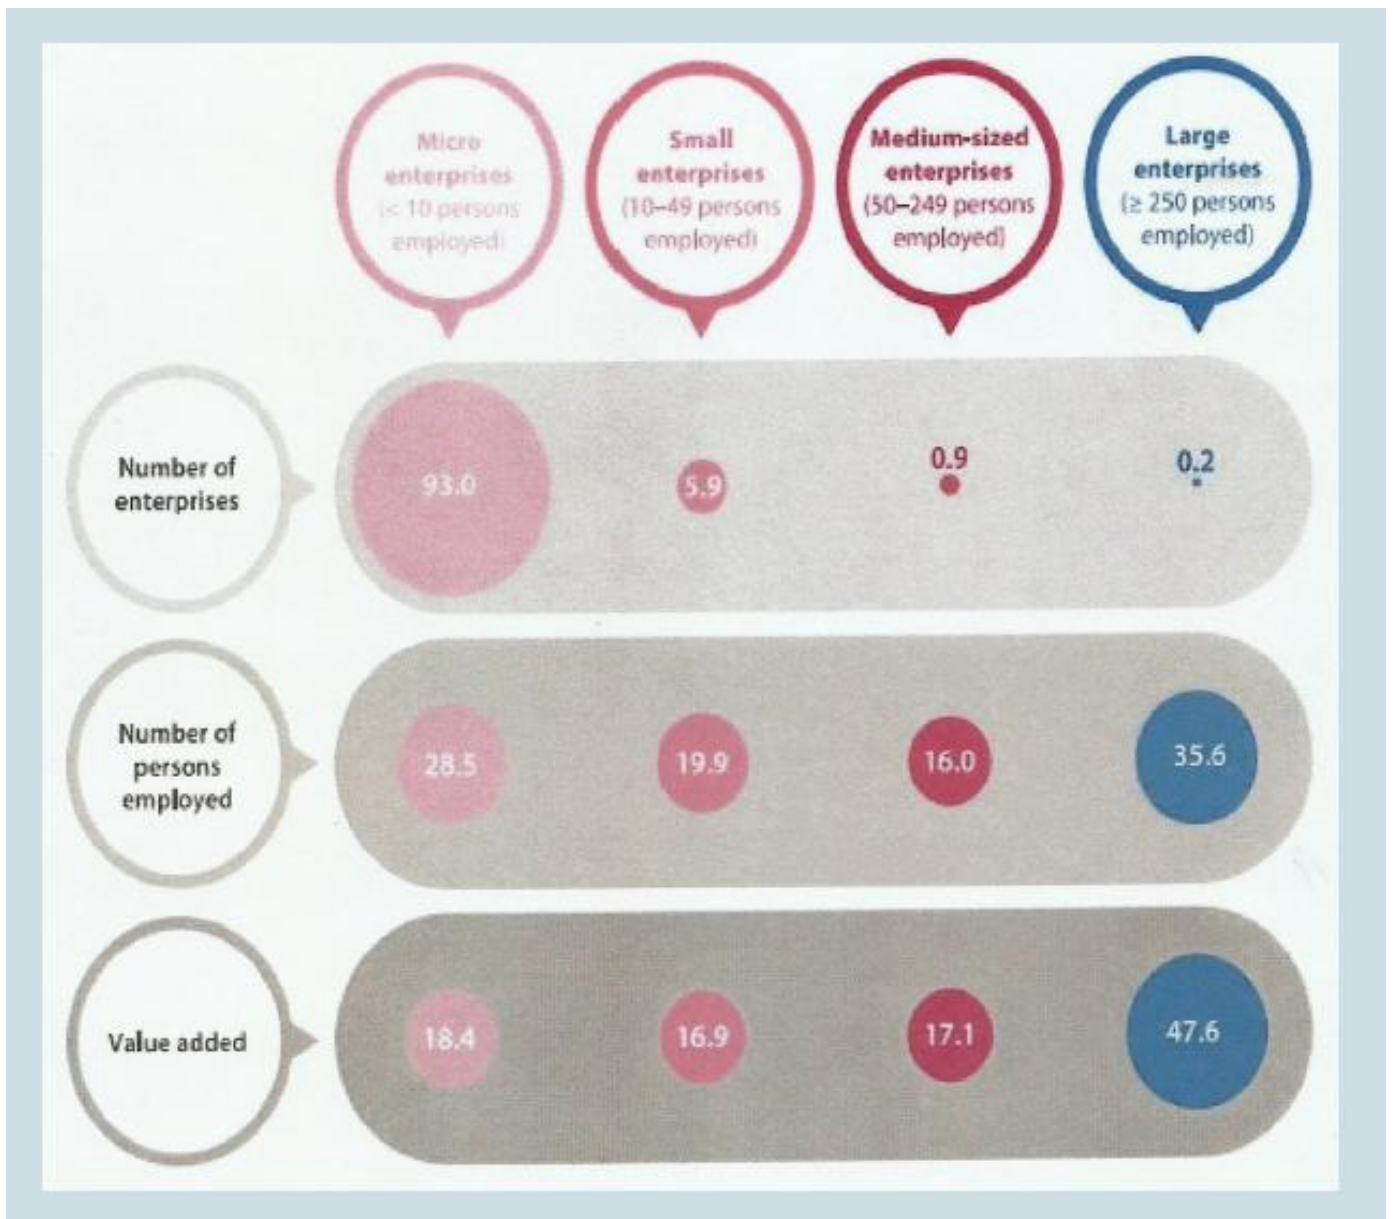 Micro
enterprises
(< 10 persons
employed)
Small
enterprises
(10–49 persons
employed)
Medium-sized
enterprises
(50–249 persons
employed)
Large
enterprises
(≥ 250 persons
employed)
Number of
enterprises
93.0
5.9
0.9
0.2
Number of
persons
employed
28.5
19.9
16.0
35.6
Value added
18.4
16.9
17.1
47.6